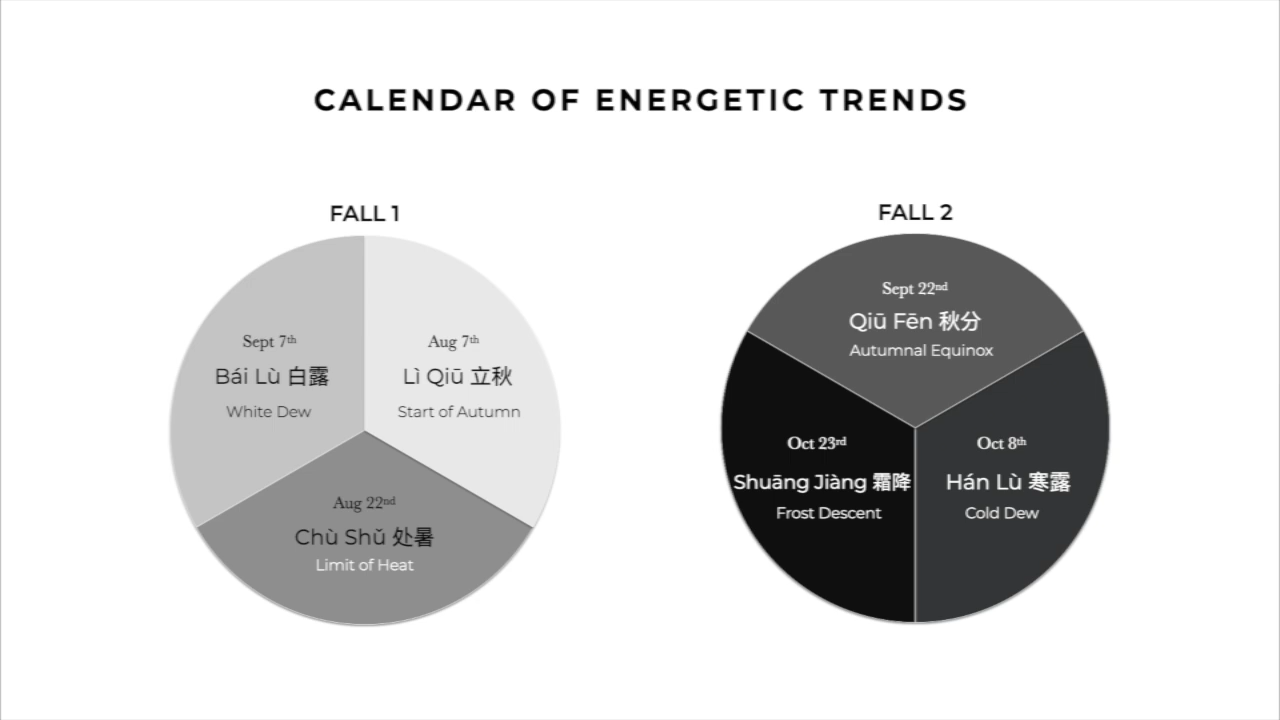 CALENDAR OF ENERGETIC TRENDS
FALL 1
Sept 7th
Bái Lù 白露
White Dew
Aug 7th
Lì Qiū 立秋
Start of Autumn
Aug 22nd
Chù Shǔ 处暑
Limit of Heat
FALL 2
Sept 22nd
Qiū Fēn 秋分
Autumnal Equinox
Oct 23rd
Shuāng Jiàng 霜降
Frost Descent
Oct 8th
Hán Lù 寒露
Cold Dew